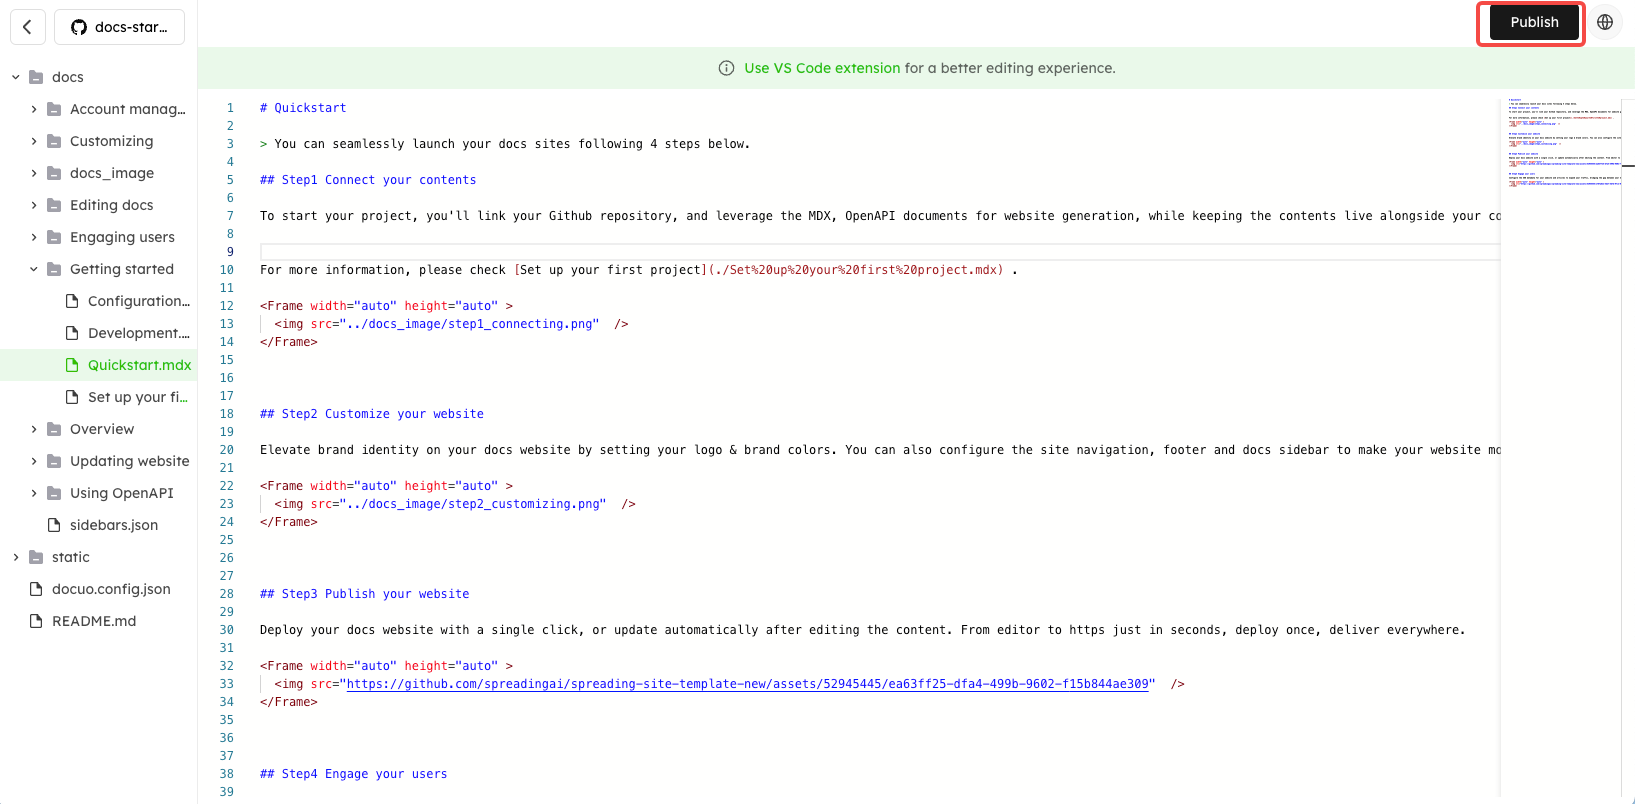 docs-star...
Publish
Use VS Code extension for a better editing experience.
docs
Account manag...
Customizing
docs_image
Editing docs
Engaging users
Getting started
Configuration...
Development....
Quickstart.mdx
Set up your fi...
Overview
Updating website
Using OpenAPI
sidebars.json
static
docuo.config.json
README.md
1 # Quickstart
2
3 > You can seamlessly launch your docs sites following 4 steps below.
4
5 ## Step1 Connect your contents
6
7 To start your project, you'll link your Github repository, and leverage the MDX, OpenAPI documents for website generation, while keeping the contents live alongside your co
8
9
10 For more information, please check [Set up your first project](./Set%20up%20your%20first%20project.mdx) .
11
12 <Frame width="auto" height="auto" >
13 <img src="../docs_image/step1_connecting.png"  />
14 </Frame>
15
16
17
18 ## Step2 Customize your website
19
20 Elevate brand identity on your docs website by setting your logo & brand colors. You can also configure the site navigation, footer and docs sidebar to make your website mo
21
22 <Frame width="auto" height="auto" >
23 <img src="../docs_image/step2_customizing.png"  />
24 </Frame>
25
26
27
28 ## Step3 Publish your website
29
30 Deploy your docs website with a single click, or update automatically after editing the content. From editor to https just in seconds, deploy once, deliver everywhere.
31
32 <Frame width="auto" height="auto" >
33 <img src="https://github.com/spreadingai/spreading-site-template-new/assets/52945445/ea63ff25-dfa4-499b-9602-f15b844ae309"  />
34 </Frame>
35
36
37
38 ## Step4 Engage your users
39